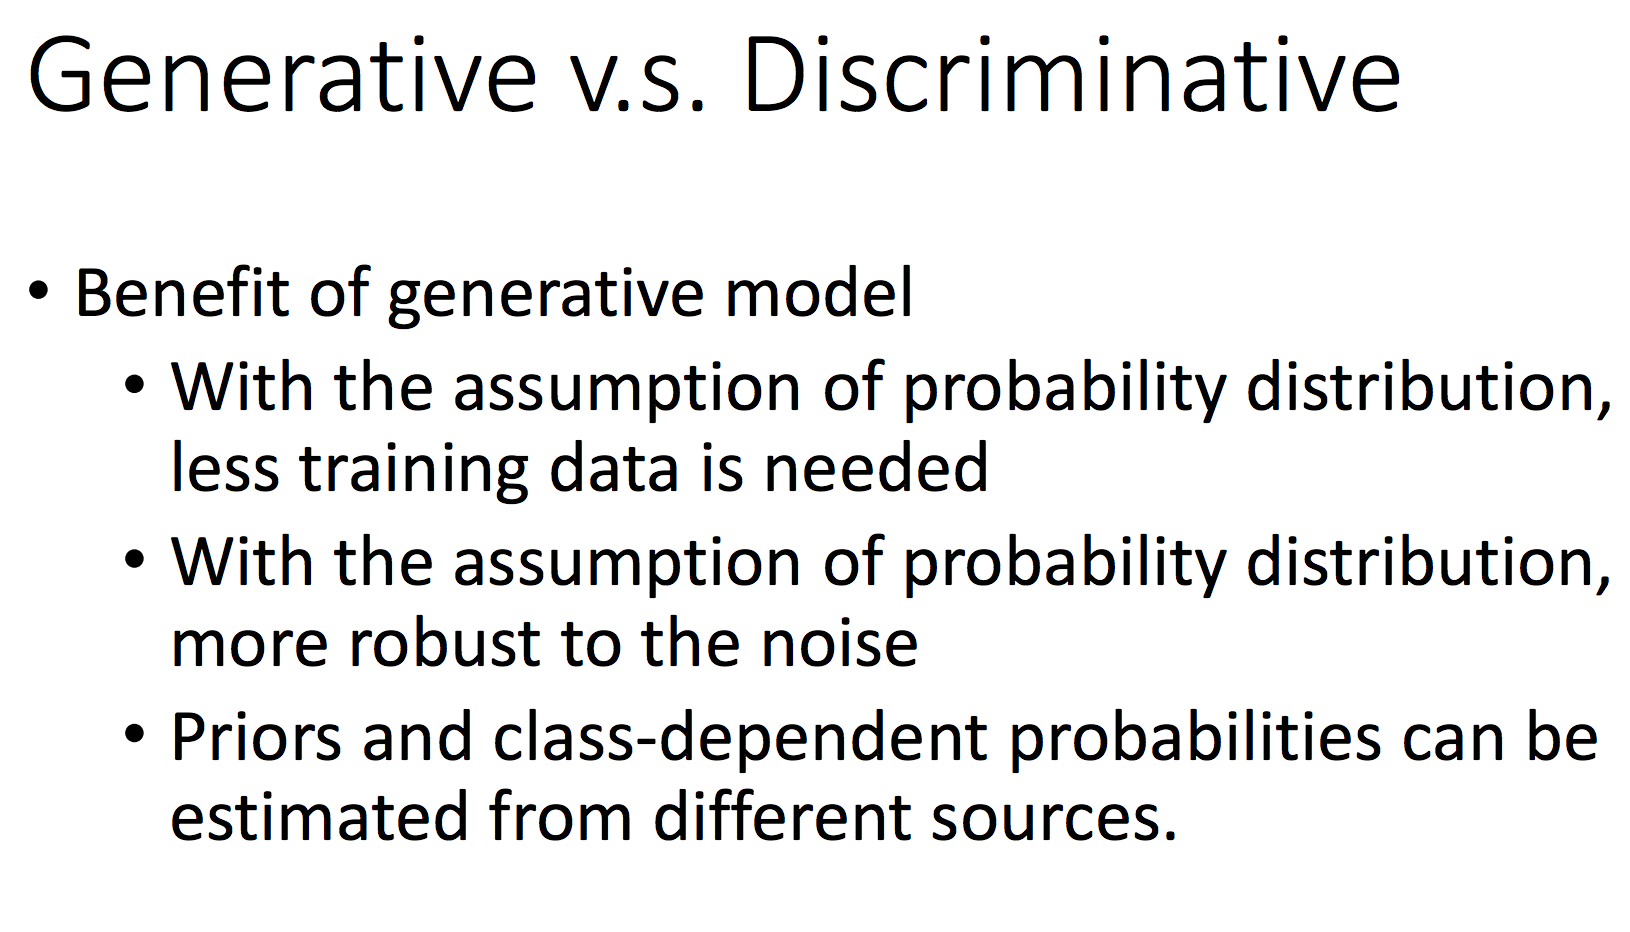 Generative v.s. Discriminative
• Benefit of generative model
• With the assumption of probability distribution,
less training data is needed
• With the assumption of probability distribution,
more robust to the noise
• Priors and class-dependent probabilities can be
estimated from different sources.